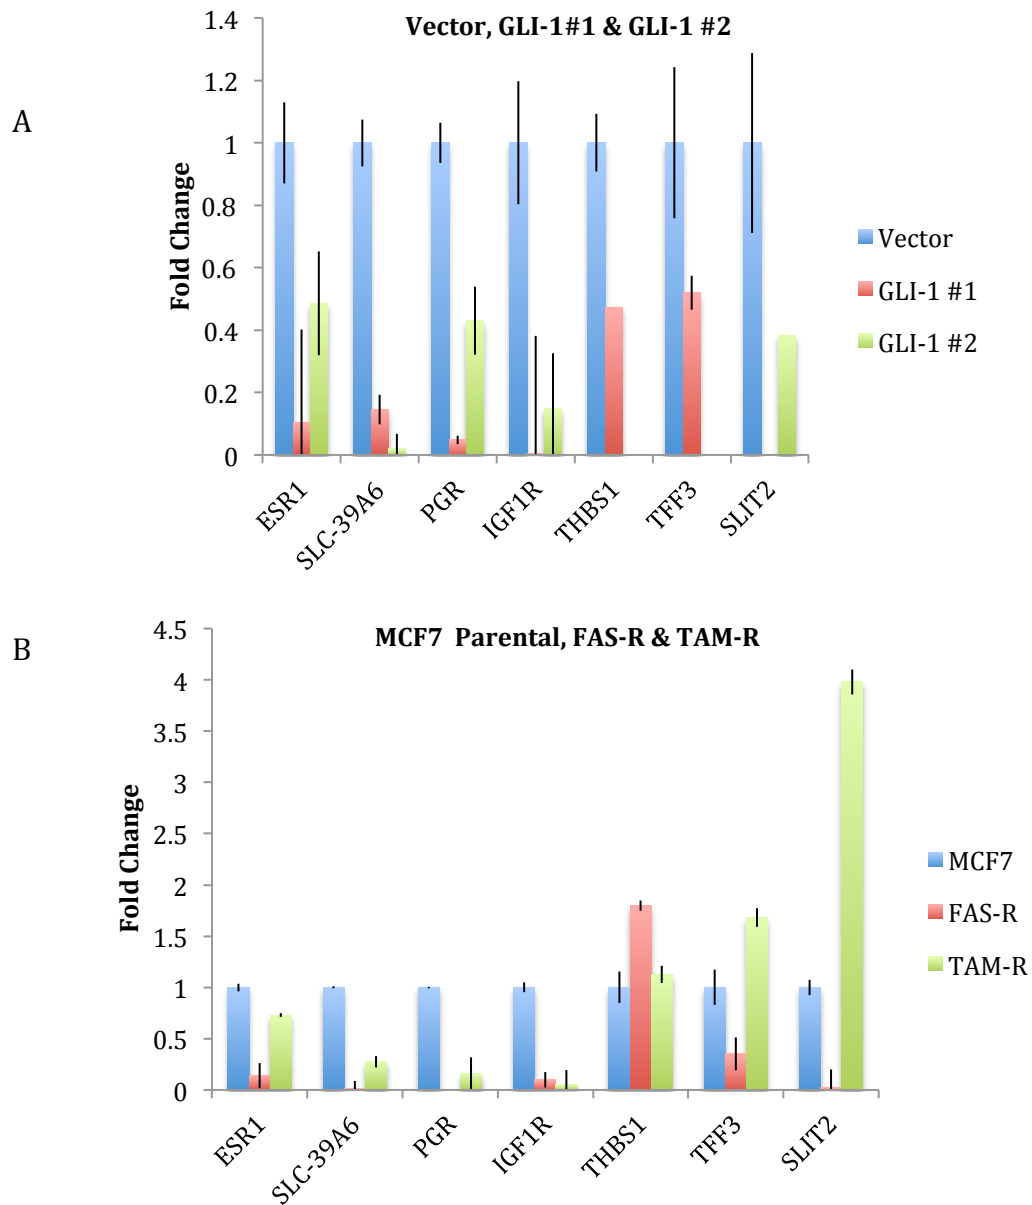 A
Vector, GLI-1#1 & GLI-1 #2
Fold Change
1.4
1.2
1
0.8
0.6
0.4
0.2
0
ESR1
SLC-39A6
PGR
IGF1R
THBS1
TFF3
SLIT2
Vector
GLI-1 #1
GLI-1 #2
B
MCF7 Parental, FAS-R & TAM-R
Fold Change
4.5
4
3.5
3
2.5
2
1.5
1
0.5
0
ESR1
SLC-39A6
PGR
IGF1R
THBS1
TFF3
SLIT2
MCF7
FAS-R
TAM-R